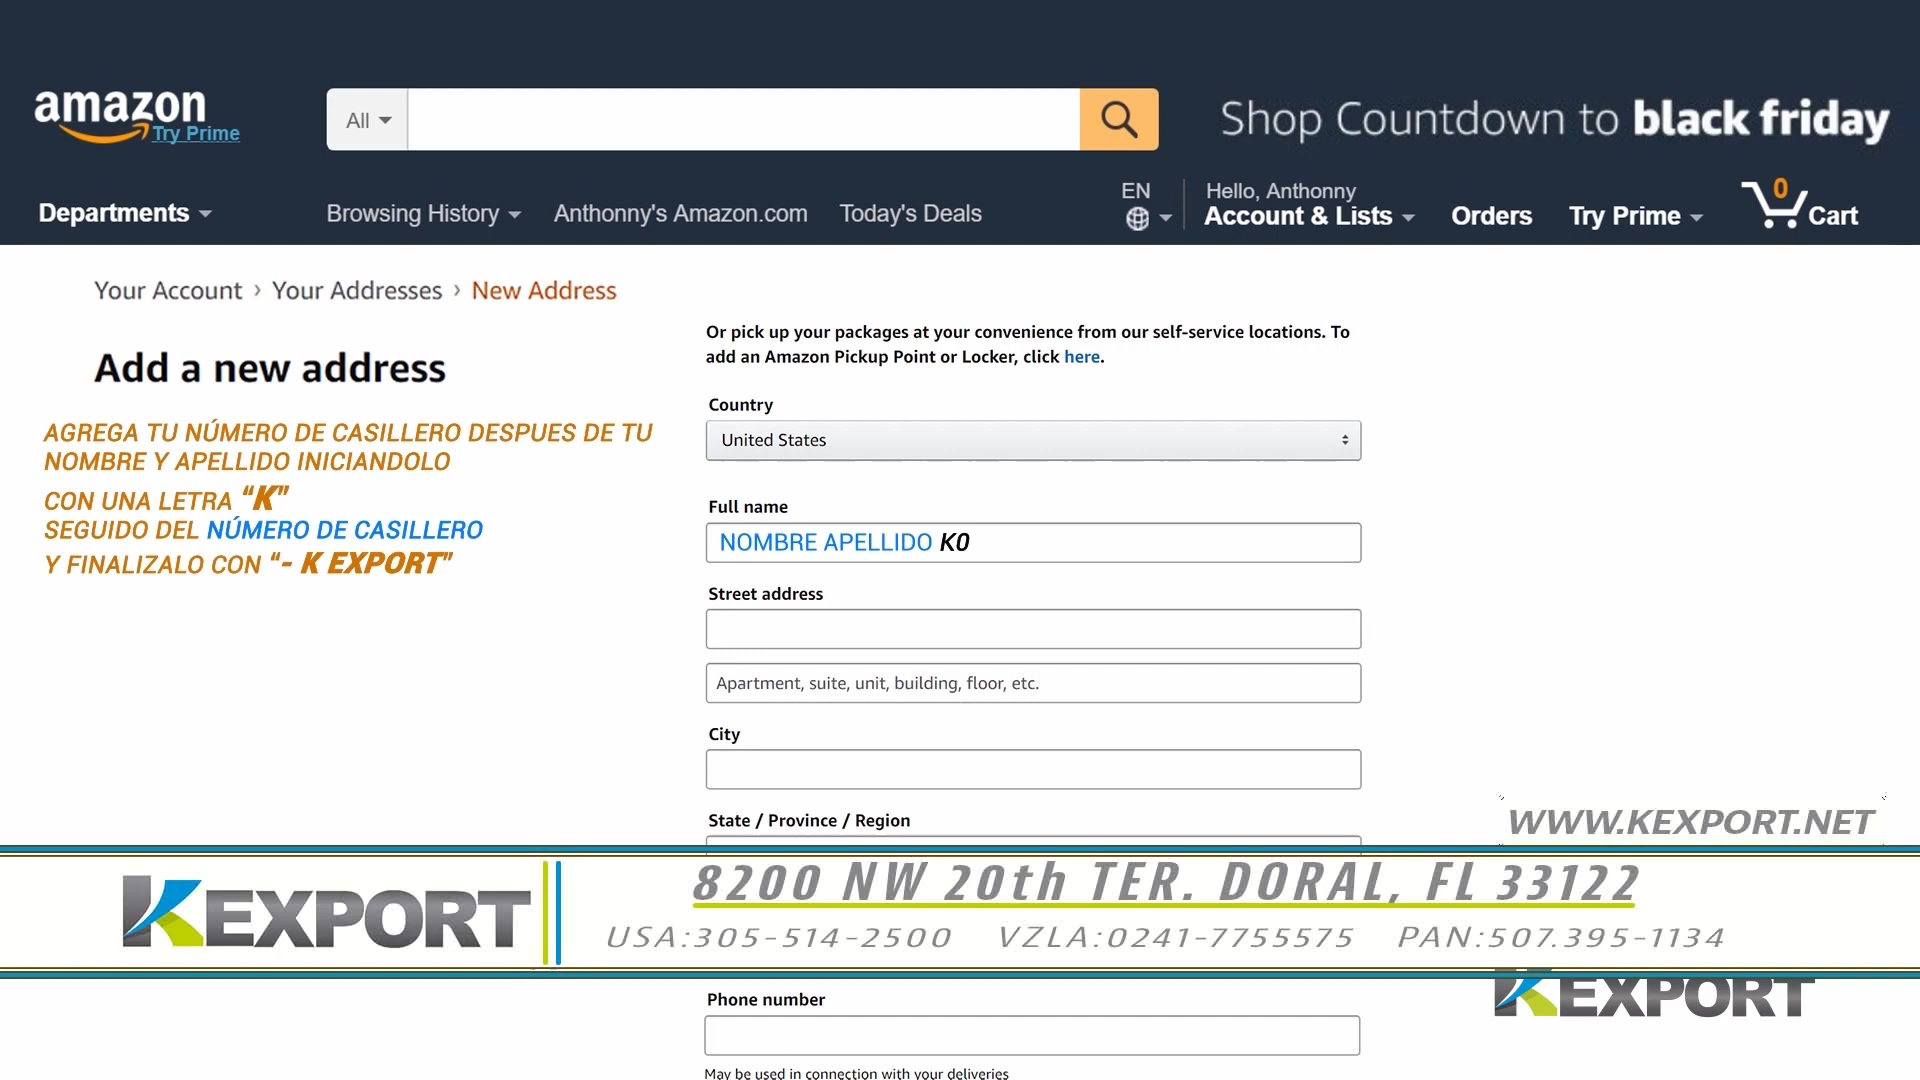 amazon
Try Prime
All
Shop Countdown to black friday
Departments
Browsing History
Anthonny's Amazon.com
Today's Deals
EN
Hello, Anthonny
Account & Lists
Orders
Try Prime
0
Cart
Your Account › Your Addresses › New Address
Add a new address
AGREGA TU NÚMERO DE CASILLERO DESPUES DE TU
NOMBRE Y APELLIDO INICIANDOLO
CON UNA LETRA “K”
SEGUIDO DEL NÚMERO DE CASILLERO
Y FINALIZALO CON “- K EXPORT”
Or pick up your packages at your convenience from our self-service locations. To
add an Amazon Pickup Point or Locker, click here.
Country
United States
Full name
NOMBRE APELLIDO K0
Street address
Apartment, suite, unit, building, floor, etc.
City
State / Province / Region
WWW.KEXPORT.NET
KEXPORT
8200 NW 20th TER. DORAL, FL 33122
USA:305-514-2500 VZLA:0241-7755575 PAN:507.395-1134
KEXPORT
Phone number
May be used in connection with your deliveries